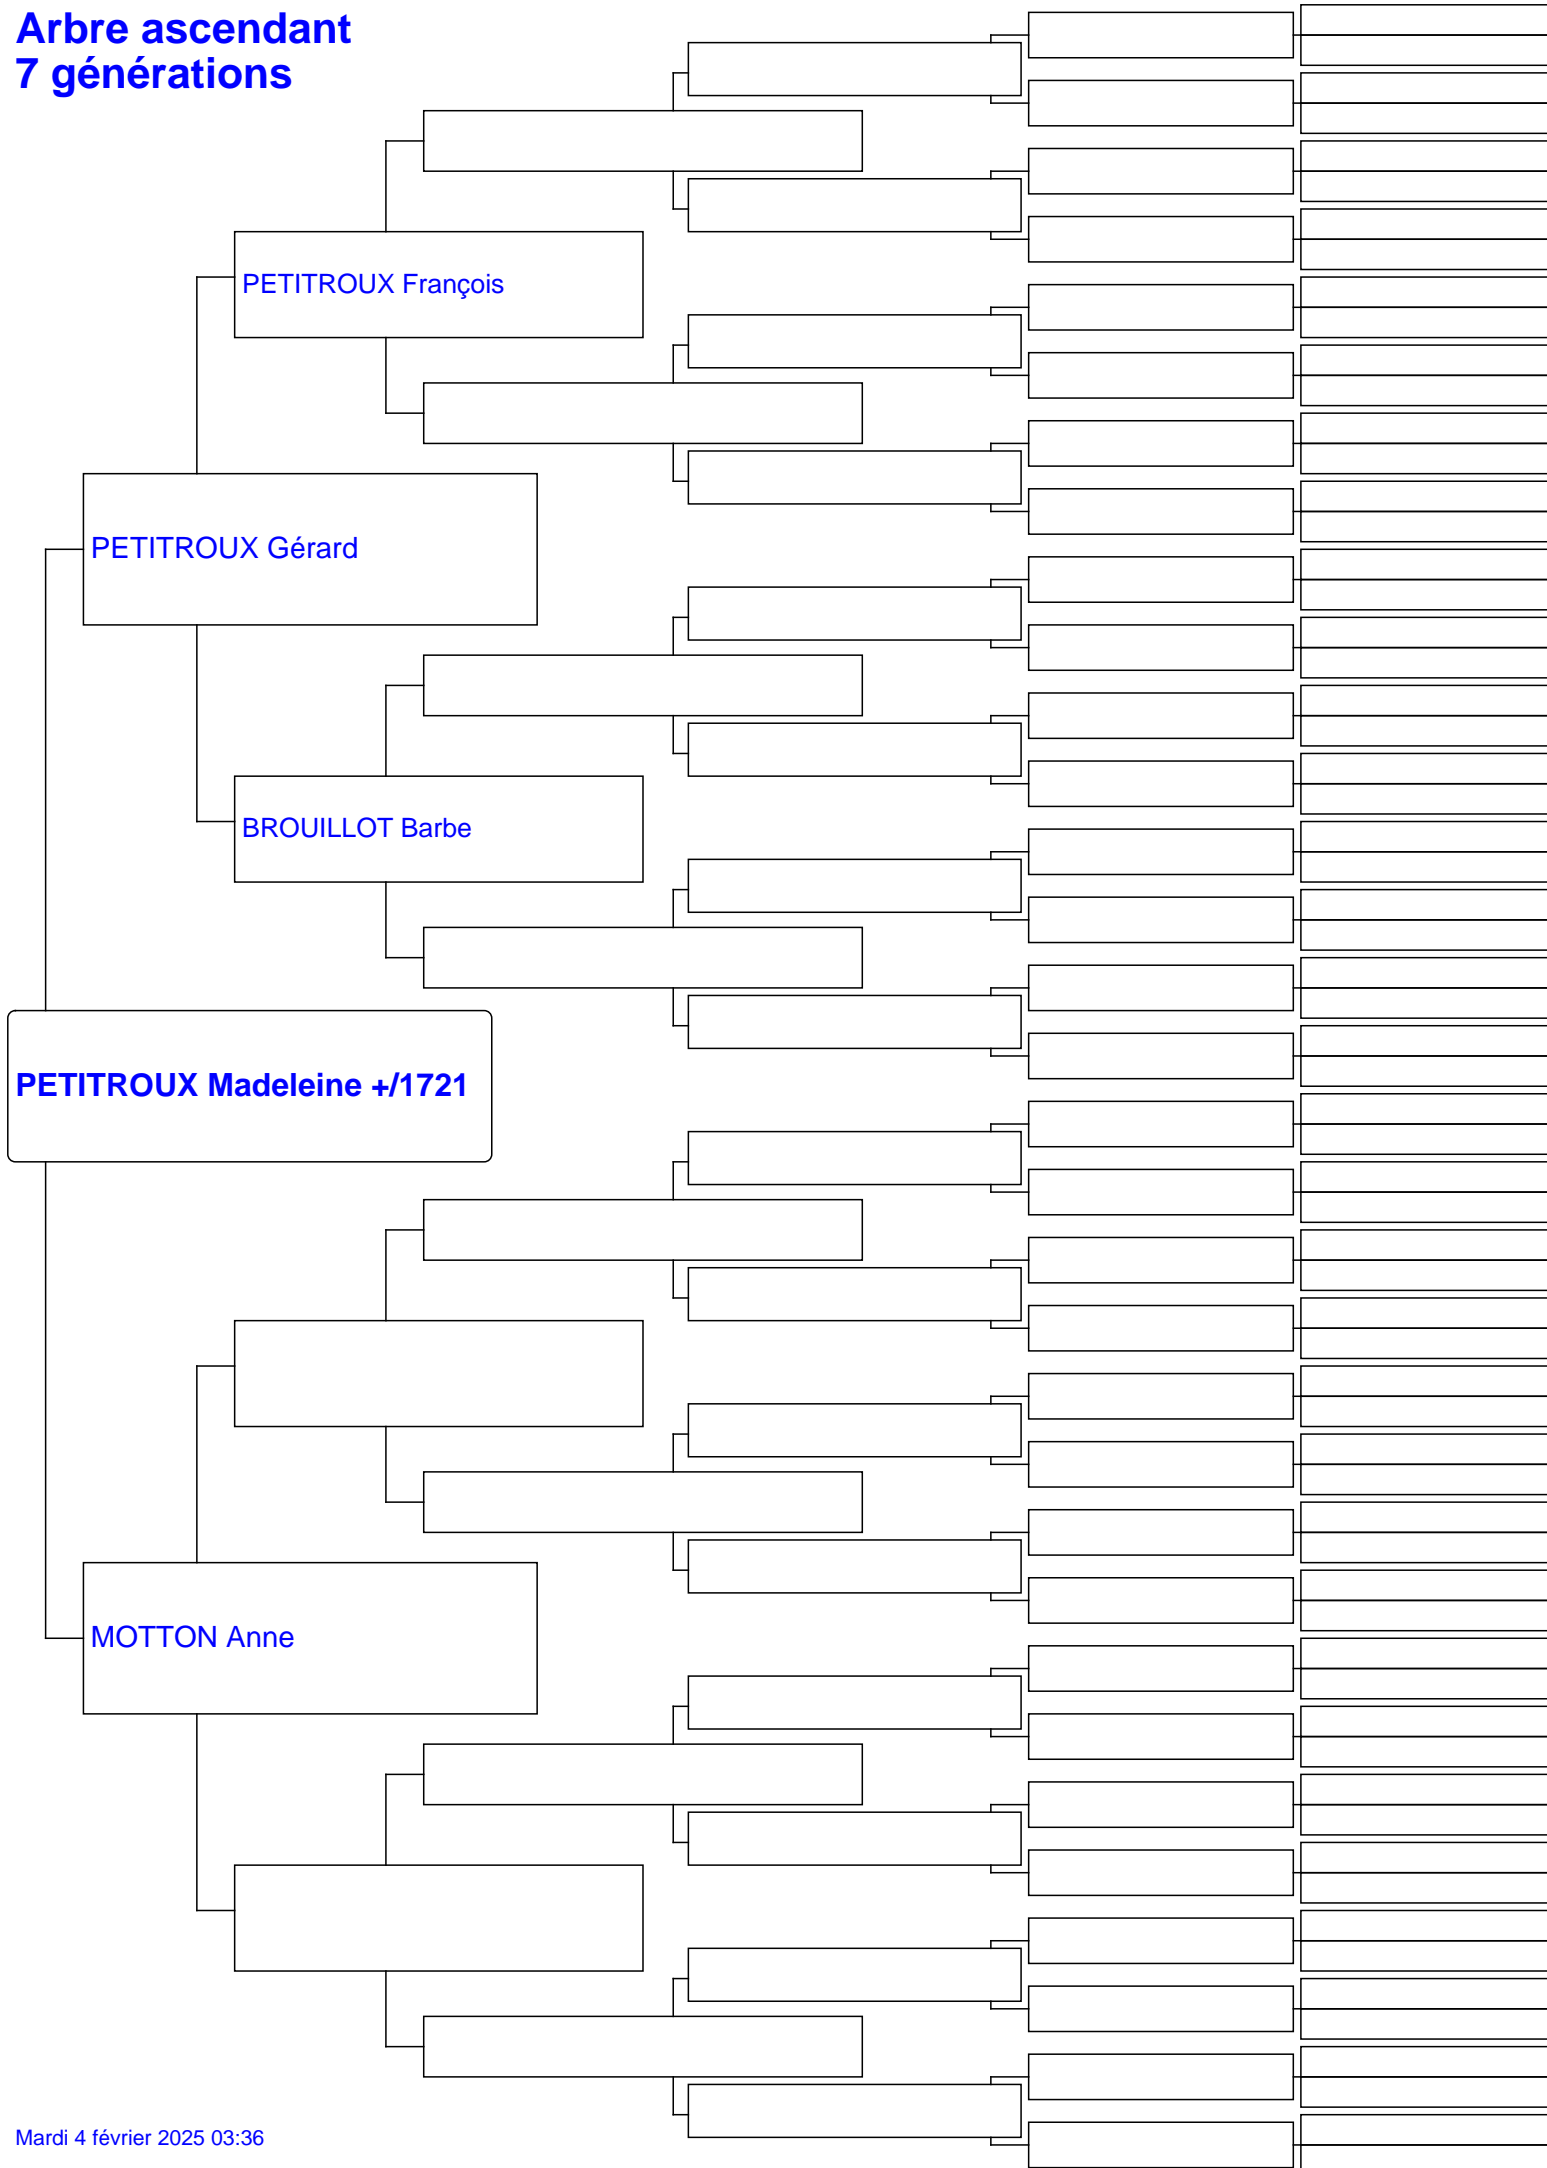 Arbre ascendant
7 générations
PETITROUX François
PETITROUX Gérard
BROUILLOT Barbe
PETITROUX Madeleine +/1721
MOTTON Anne
Mardi 4 février 2025 03:36